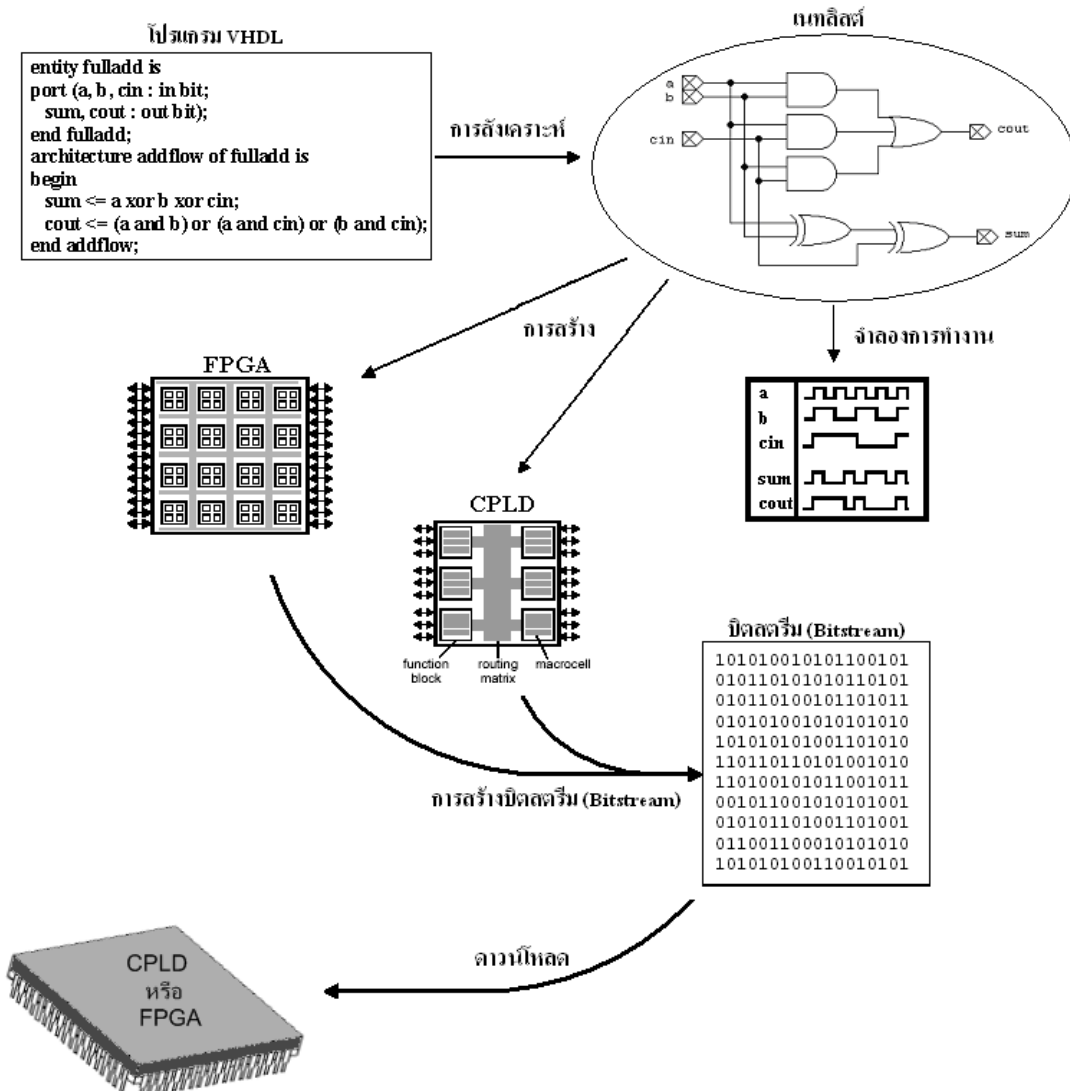 โปรแกรม VHDL
entity fulladd is
port (a, b, cin : in bit;
sum, cout : out bit);
end fulladd;
architecture addflow of fulladd is
begin
sum <= a xor b xor cin;
cout <= (a and b) or (a and cin) or (b and cin);
end addflow;
การสังเคราะห์
เนทลิสต์
a
b
cin
cout
sum
การสร้าง
จำลองการทำงาน
FPGA
a
b
cin
sum
cout
CPLD
function block
routing matrix
macrocell
บิตสตรีม (Bitstream)
101010010101100101
010110101010110101
010110100101101011
010101001010101010
101010101001101010
110110110101001010
110100101011001011
001011001010101001
010101101001101001
011001100010101010
101010100110010101
การสร้างบิตสตรีม (Bitstream)
ดาวน์โหลด
CPLD
หรือ
FPGA